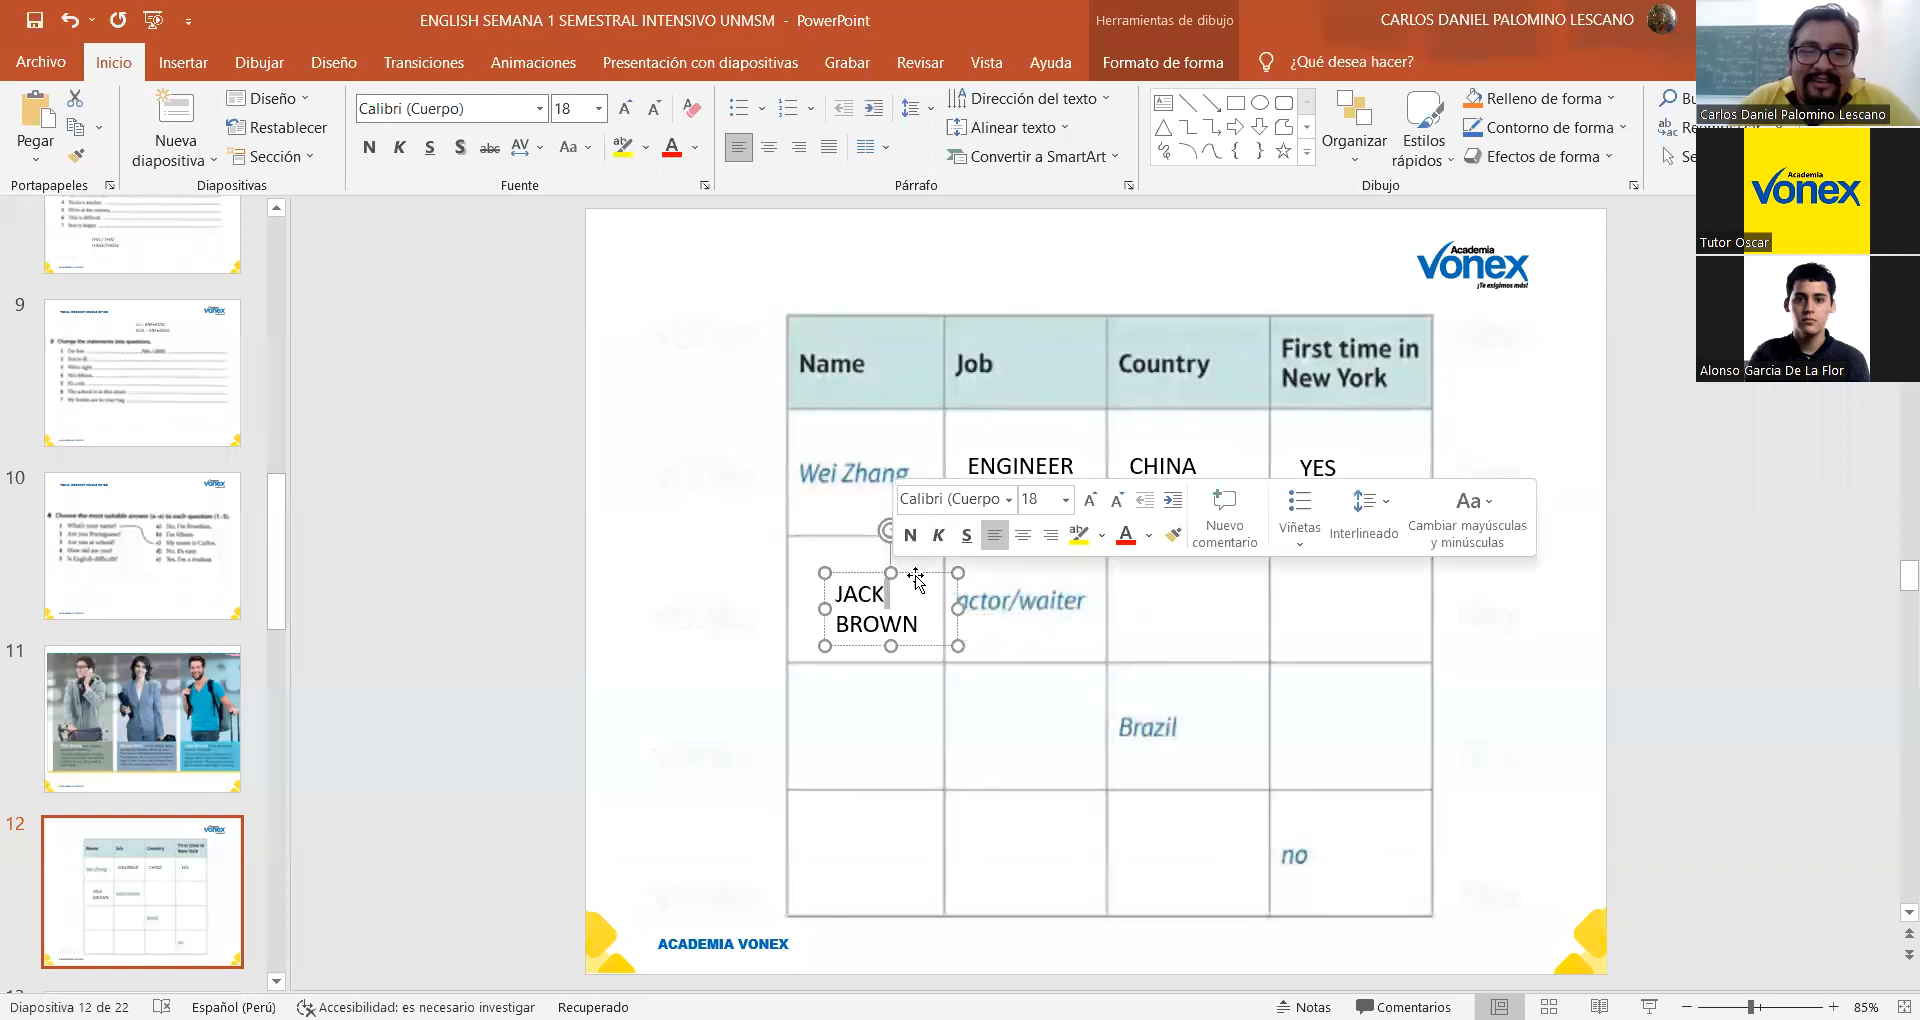 ENGLISH SEMANA 1 SEMESTRAL INTENSIVO UNMSM - PowerPoint
Herramientas de dibujo
CARLOS DANIEL PALOMINO LESCANO
Archivo
Inicio
Insertar
Dibujar
Diseño
Transiciones
Animaciones
Presentación con diapositivas
Grabar
Revisar
Vista
Ayuda
Formato de forma
¿Qué desea hacer?
Pegar
Nueva
diapositiva
Diseño
Restablecer
Sección
Calibri (Cuerpo)
18
N K S S abc AV Aa A
Dirección del texto
Alinear texto
Convertir a SmartArt
Organizar
Estilos
rápidos
Relleno de forma
Contorno de forma
Efectos de forma
Portapapeles
Diapositivas
Fuente
Párrafo
Dibujo
Carlos Daniel Palomino Lescano
Academia
Vonex
Tutor Oscar
Alonso Garcia De La Flor
9
10
11
12
Academia
Vonex
¡Te exigimos más!
Name
Job
Country
First time in
New York
Wei Zhang
ENGINEER
CHINA
YES
Calibri (Cuerpo
18
N K S
Nuevo
comentario
Viñetas
Interlineado
Aa
Cambiar mayúsculas
y minúsculas
JACK
BROWN
actor/waiter
Brazil
no
ACADEMIA VONEX
Diapositiva 12 de 22
Español (Perú)
Accesibilidad: es necesario investigar
Recuperado
Notas
Comentarios
85%